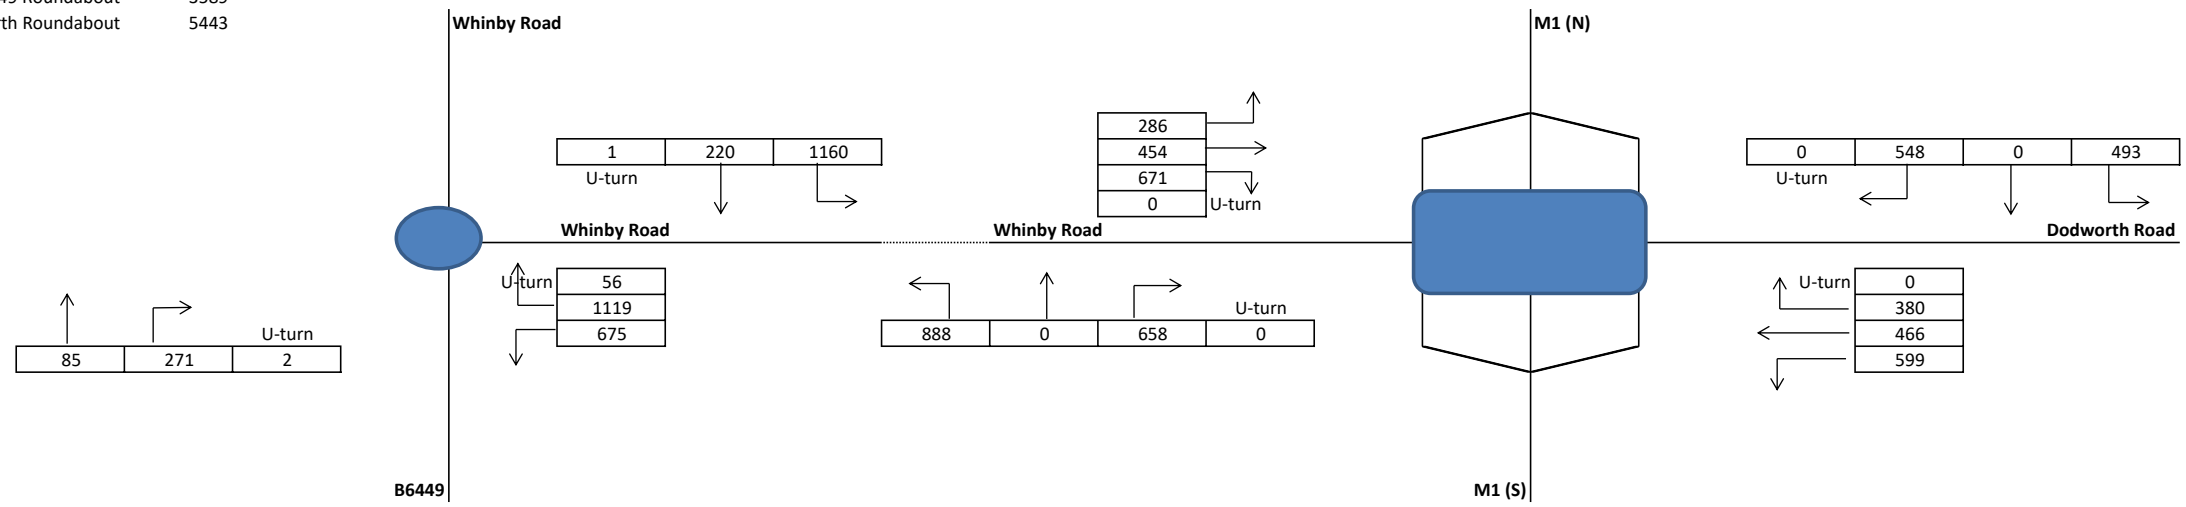 rth Roundabout 5443
Whinby Road
M1 (N)
286
1 220 1160
454
0 548 0 493
U-turn
671
U-turn
0 U-turn
Whinby Road
Whinby Road
Dodworth Road
U-turn 56
U-turn 0
1119
380
U-turn
675
888 0 658 0
466
U-turn
85 271 2
599
B6449
M1 (S)